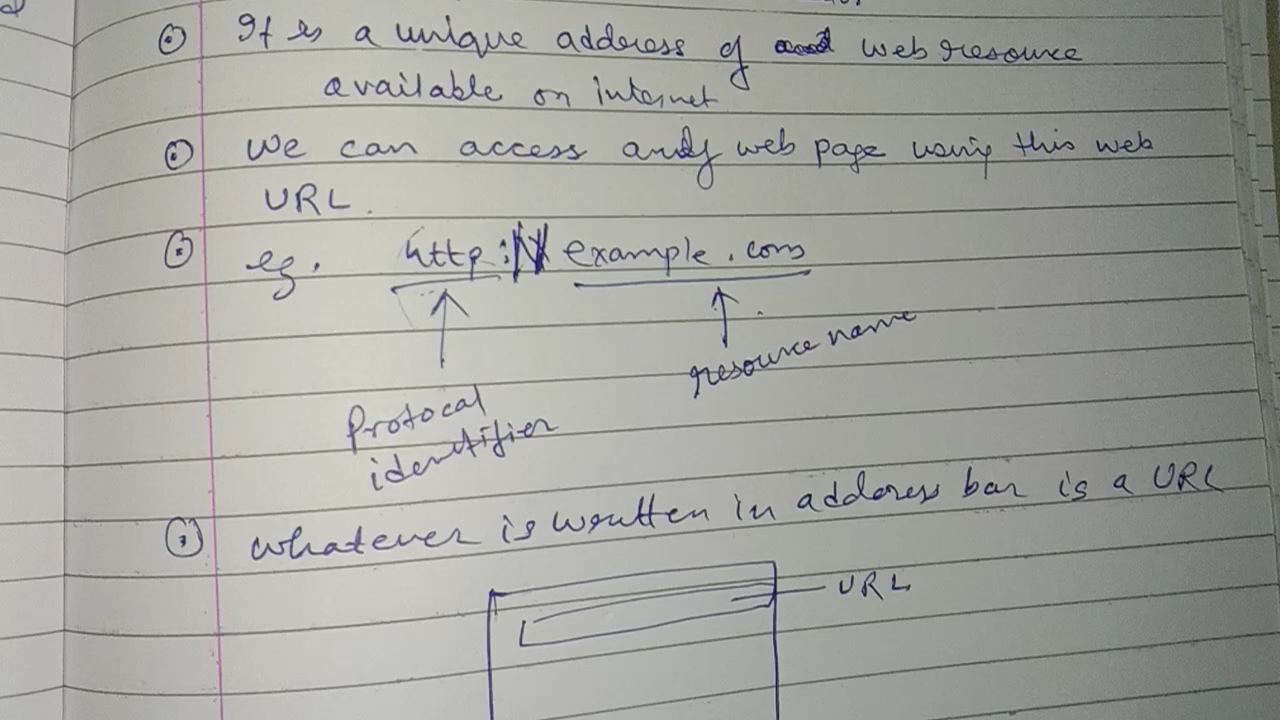 It is a unique address of web resource
available on internet
We can access any web page using this web
URL.
eg. http:// example.com
resource name
Protocal
identifier
whatever is written in address bar is a URL
URL